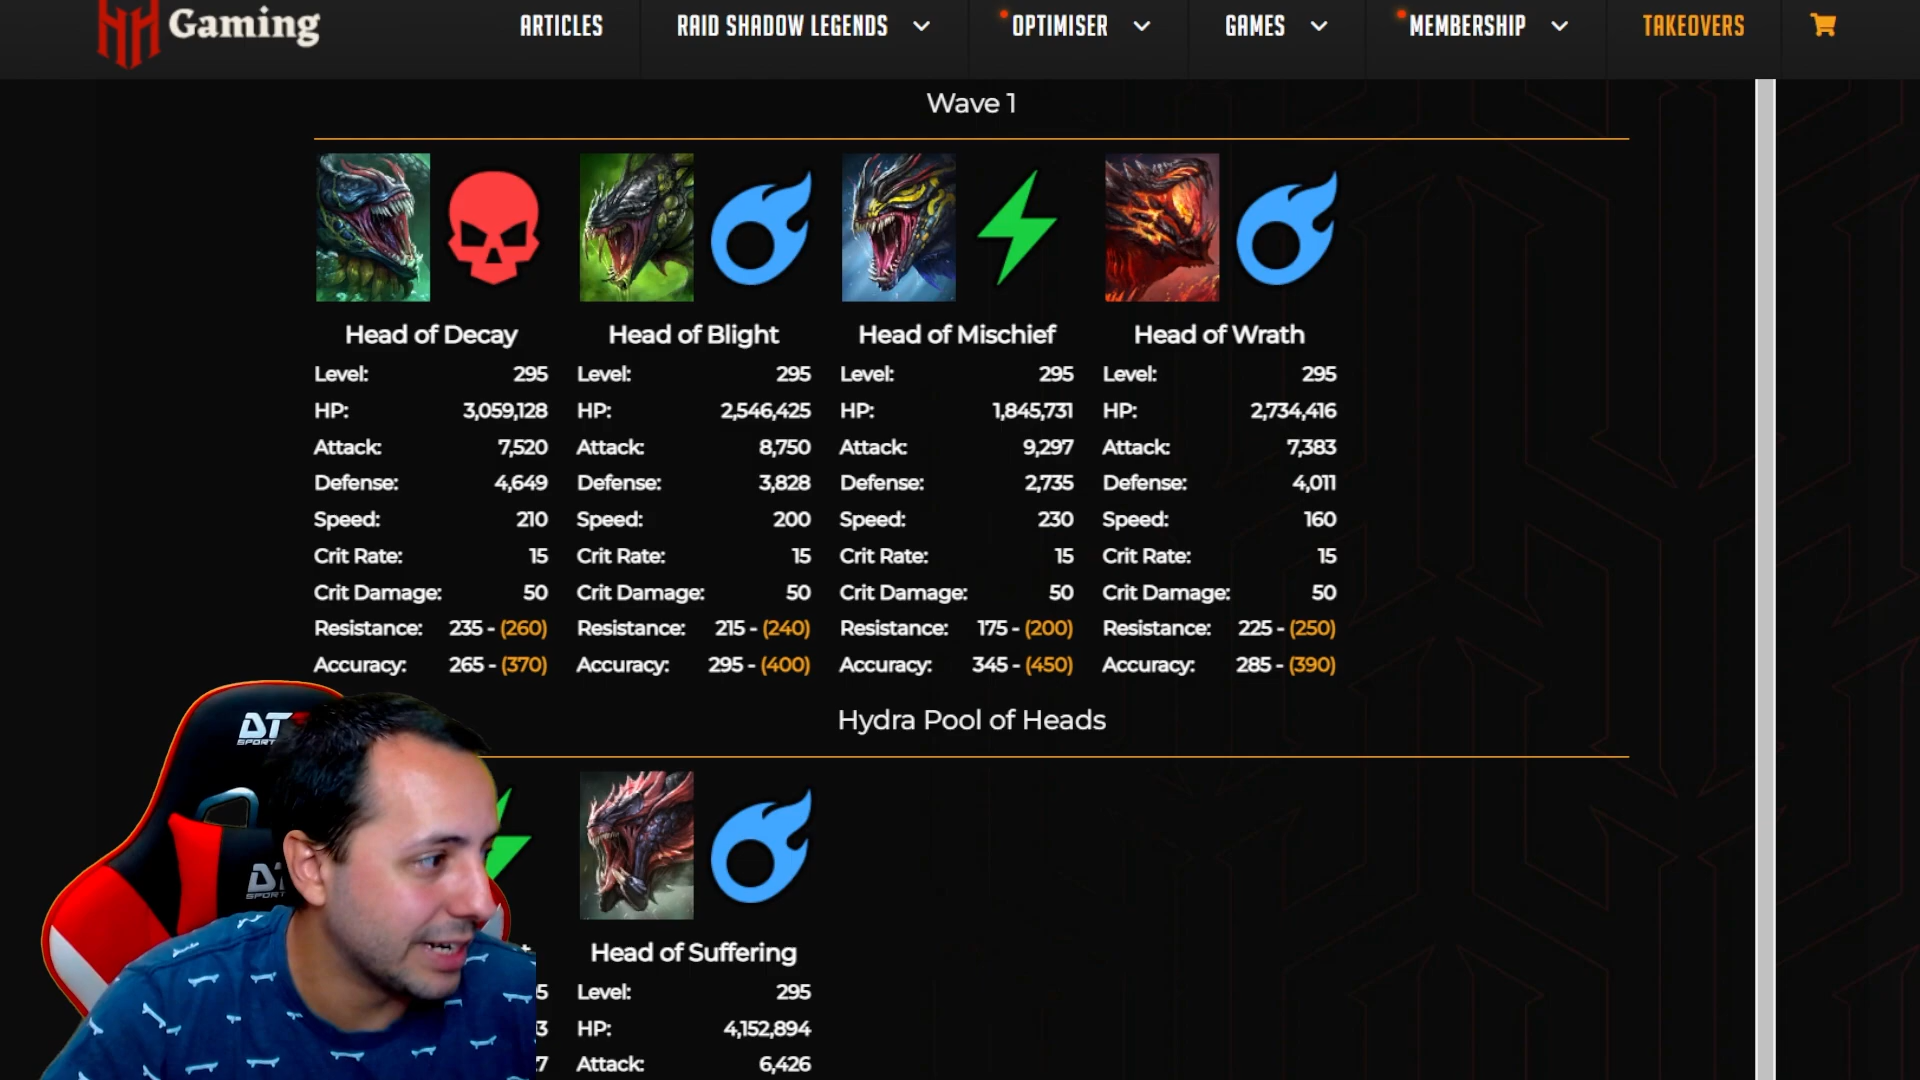 HH Gaming
ARTICLES RAID SHADOW LEGENDS OPTIMISER GAMES MEMBERSHIP TAKEOVERS
Wave 1
Head of Decay Head of Blight Head of Mischief Head of Wrath
Level: 295 Level: 295 Level: 295 Level: 295
HP: 3,059,128 HP: 2,546,425 HP: 1,845,731 HP: 2,734,416
Attack: 7,520 Attack: 8,750 Attack: 9,297 Attack: 7,383
Defense: 4,649 Defense: 3,828 Defense: 2,735 Defense: 4,011
Speed: 210 Speed: 200 Speed: 230 Speed: 160
Crit Rate: 15 Crit Rate: 15 Crit Rate: 15 Crit Rate: 15
Crit Damage: 50 Crit Damage: 50 Crit Damage: 50 Crit Damage: 50
Resistance: 235 - (260) Resistance: 215 - (240) Resistance: 175 - (200) Resistance: 225 - (250)
Accuracy: 265 - (370) Accuracy: 295 - (400) Accuracy: 345 - (450) Accuracy: 285 - (390)
Hydra Pool of Heads
Head of Suffering
5 Level: 295
3 HP: 4,152,894
7 Attack: 6,426
DT
SPORT